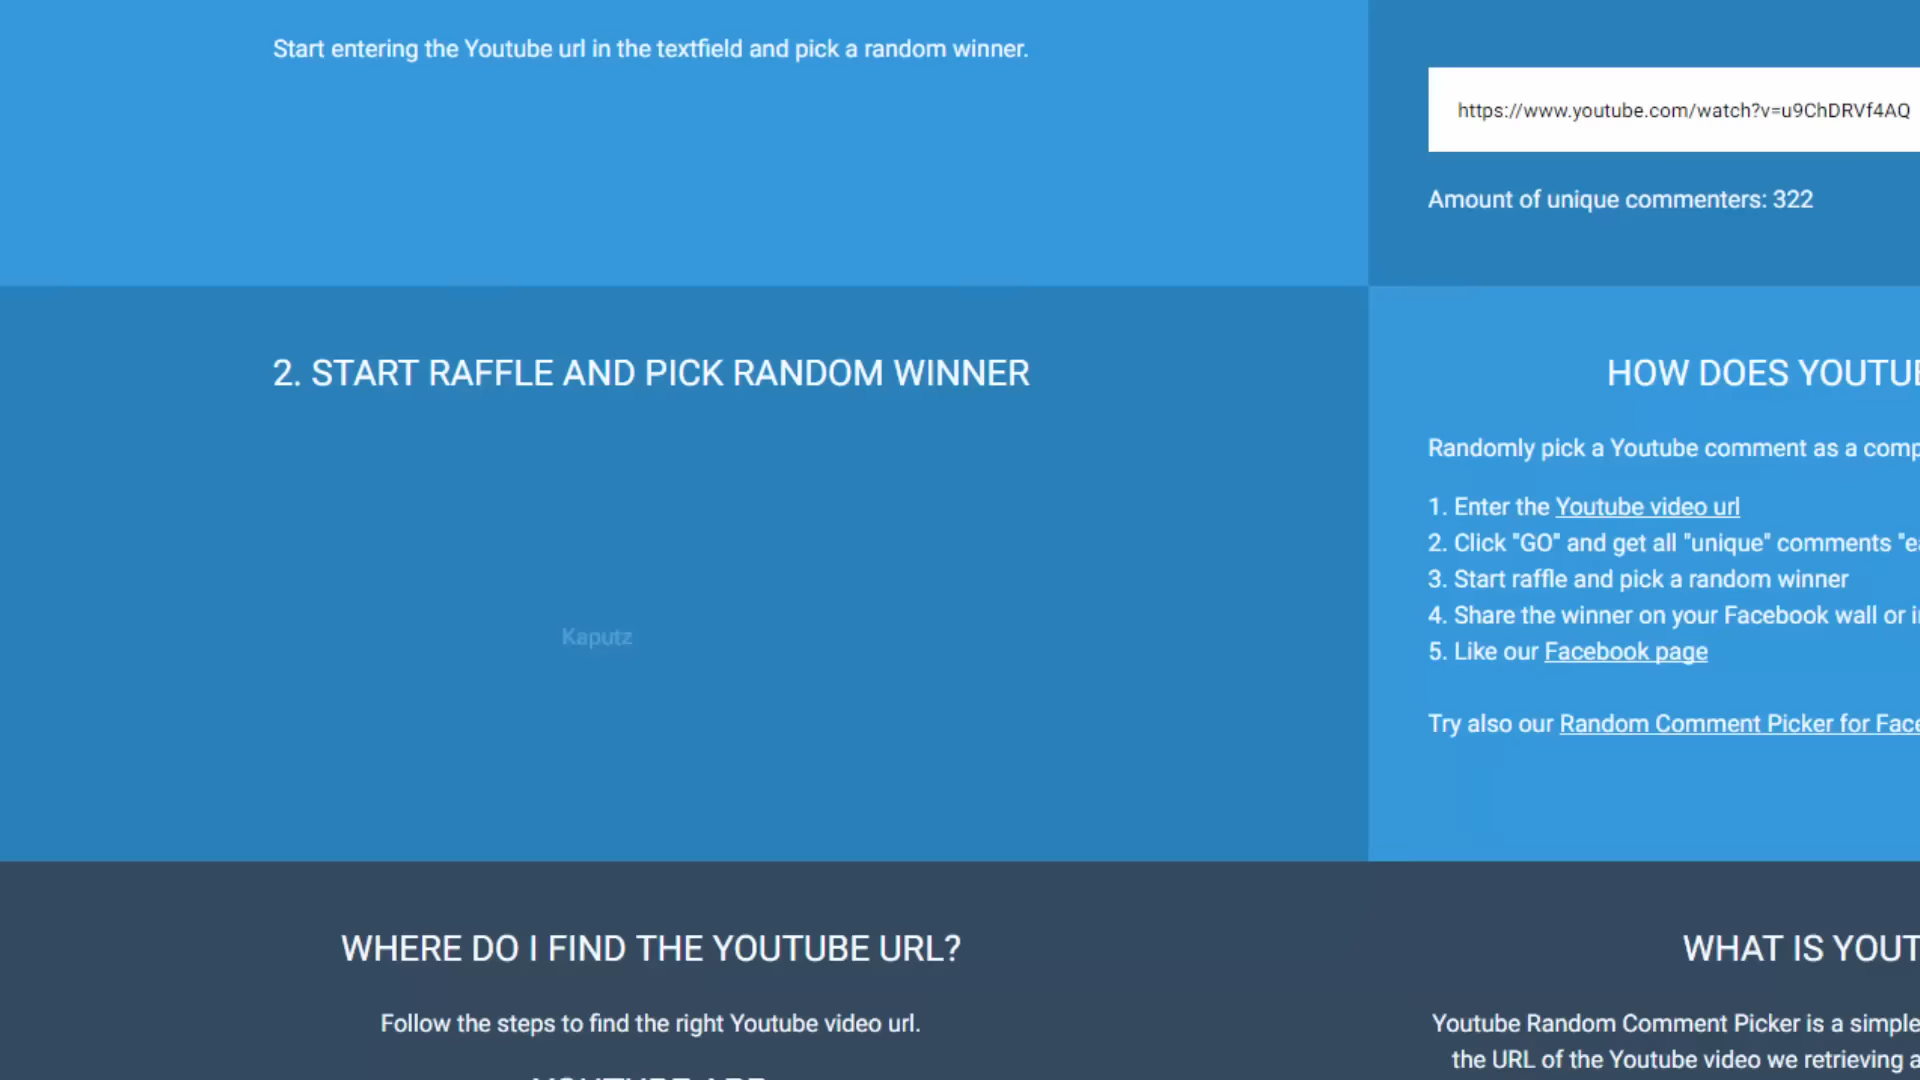 Start entering the Youtube url in the textfield and pick a random winner.
https://www.youtube.com/watch?v=u9ChDRVf4AQ
Amount of unique commenters: 322
2. START RAFFLE AND PICK RANDOM WINNER
Kaputz
HOW DOES YOUTUBE
Randomly pick a Youtube comment as a comp
1. Enter the Youtube video url
2. Click "GO" and get all "unique" comments "ea
3. Start raffle and pick a random winner
4. Share the winner on your Facebook wall or i
5. Like our Facebook page
Try also our Random Comment Picker for Face
WHERE DO I FIND THE YOUTUBE URL?
Follow the steps to find the right Youtube video url.
WHAT IS YOUT
Youtube Random Comment Picker is a simple
the URL of the Youtube video we retrieving a